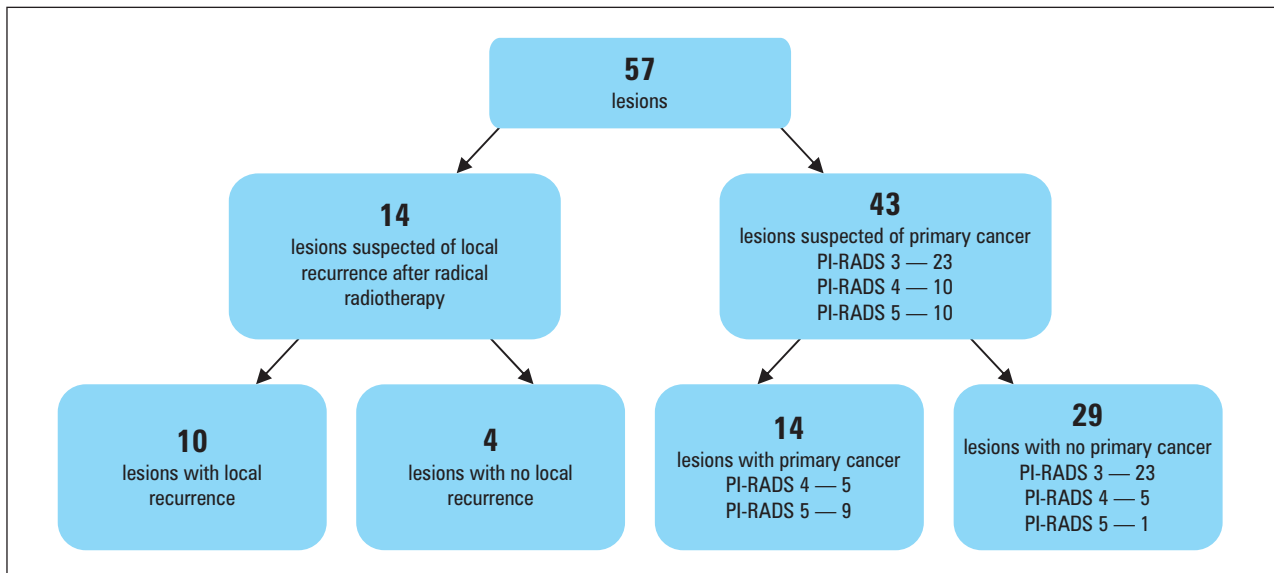 57
lesions
14
lesions suspected of local
recurrence after radical
radiotherapy
43
lesions suspected of primary cancer
PI-RADS 3 — 23
PI-RADS 4 — 10
PI-RADS 5 — 10
10
lesions with local
recurrence
4
lesions with no local
recurrence
14
lesions with primary cancer
PI-RADS 4 — 5
PI-RADS 5 — 9
29
lesions with no primary cancer
PI-RADS 3 — 23
PI-RADS 4 — 5
PI-RADS 5 — 1